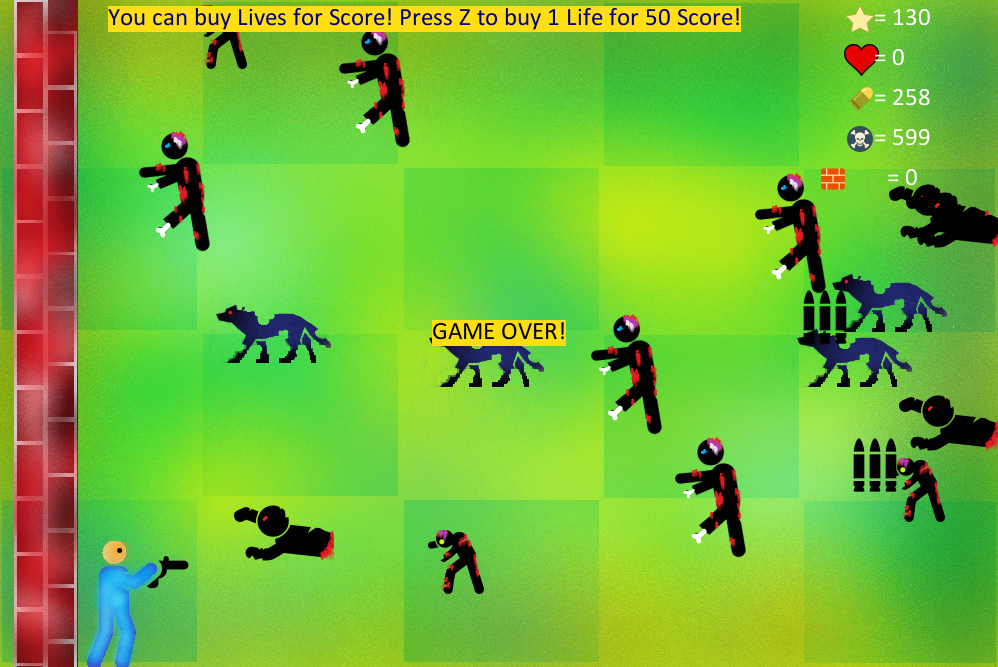 You can buy Lives for Score! Press Z to buy 1 Life for 50 Score!
= 130
= 0
= 258
= 599
= 0
GAME OVER!